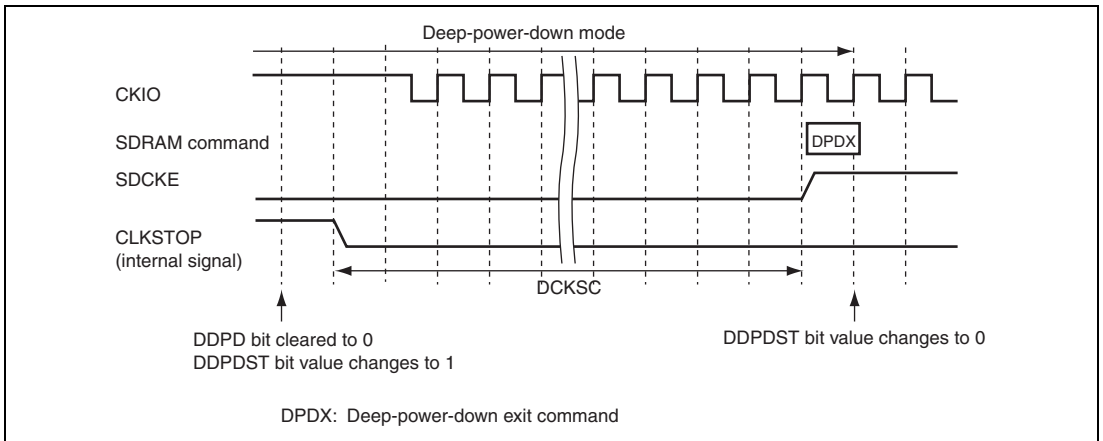 Deep-power-down mode
CKIO
SDRAM command
DPDX
SDCKE
CLKSTOP
(internal signal)
DCKSC
DDPD bit cleared to 0
DDPDST bit value changes to 1
DDPDST bit value changes to 0
DPDX: Deep-power-down exit command